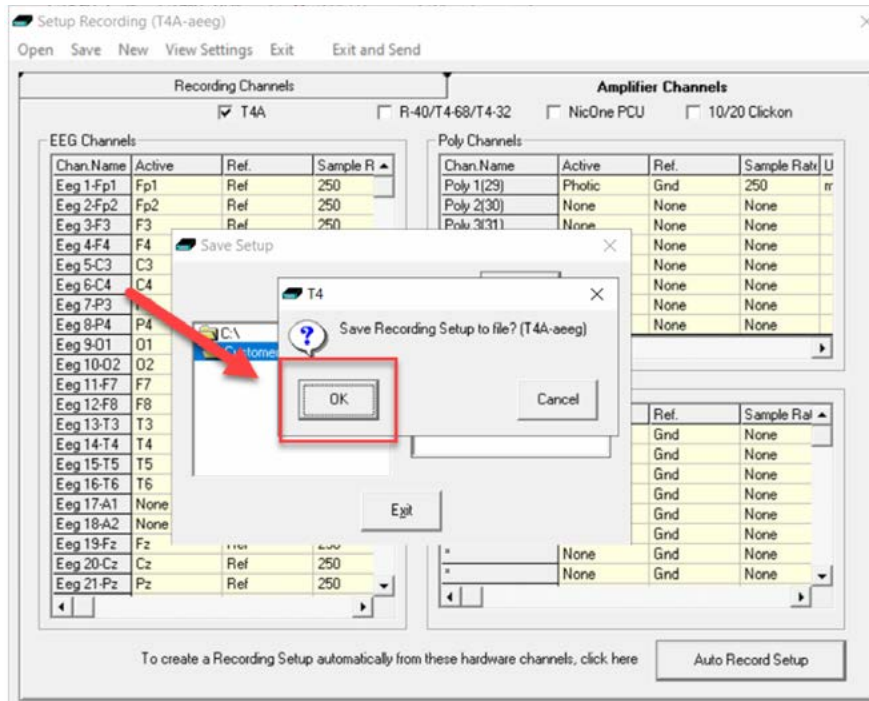 Setup Recording (T4A-aeeg)
Open Save New View Settings Exit Exit and Send
Recording Channels Amplifier Channels
T4A R-40/T4-68/T4-32 NicOne PCU 10/20 Clickon
EEG Channels Poly Channels
Chan.Name Active Ref. Sample R Chan.Name Active Ref. Sample Rate U
Eeg 1-Fp1 Fp1 Ref 250 Poly 1(29) Photic Gnd 250
Eeg 2-Fp2 Fp2 Ref 250 Poly 2(30) None None None
Eeg 3-F3 F3 Ref 250 Poly 3(31) None None None
Eeg 4-F4 F4 Save Setup None None
Eeg 5-C3 C3 None None
Eeg 6-C4 C4 T4 None None
Eeg 7-P3 None None
Eeg 8-P4 P4 C:\ Save Recording Setup to file? (T4A-aeeg) None None
Eeg 9-O1 O1
Eeg 10-O2 O2
Eeg 11-F7 F7 OK Cancel
Eeg 12-F8 F8 Ref. Sample Rat
Eeg 13-T3 T3 Gnd None
Eeg 14-T4 T4 Gnd None
Eeg 15-T5 T5 Gnd None
Eeg 16-T6 T6 Gnd None
Eeg 17-A1 None Exit Gnd None
Eeg 18-A2 None Gnd None
Eeg 19-Fz Fz None Gnd None
Eeg 20-Cz Cz Ref 250 * None Gnd None
Eeg 21-Pz Pz Ref 250
To create a Recording Setup automatically from these hardware channels, click here Auto Record Setup